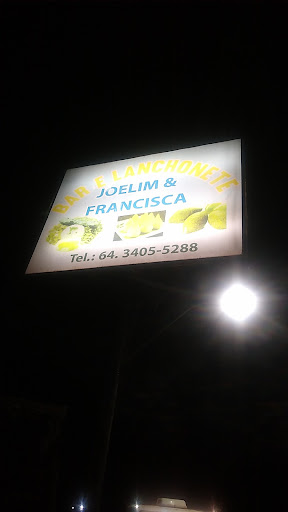 BAR E LANCHONETE
JOELIM &
FRANCISCA
Tel.: 64. 3405-5288